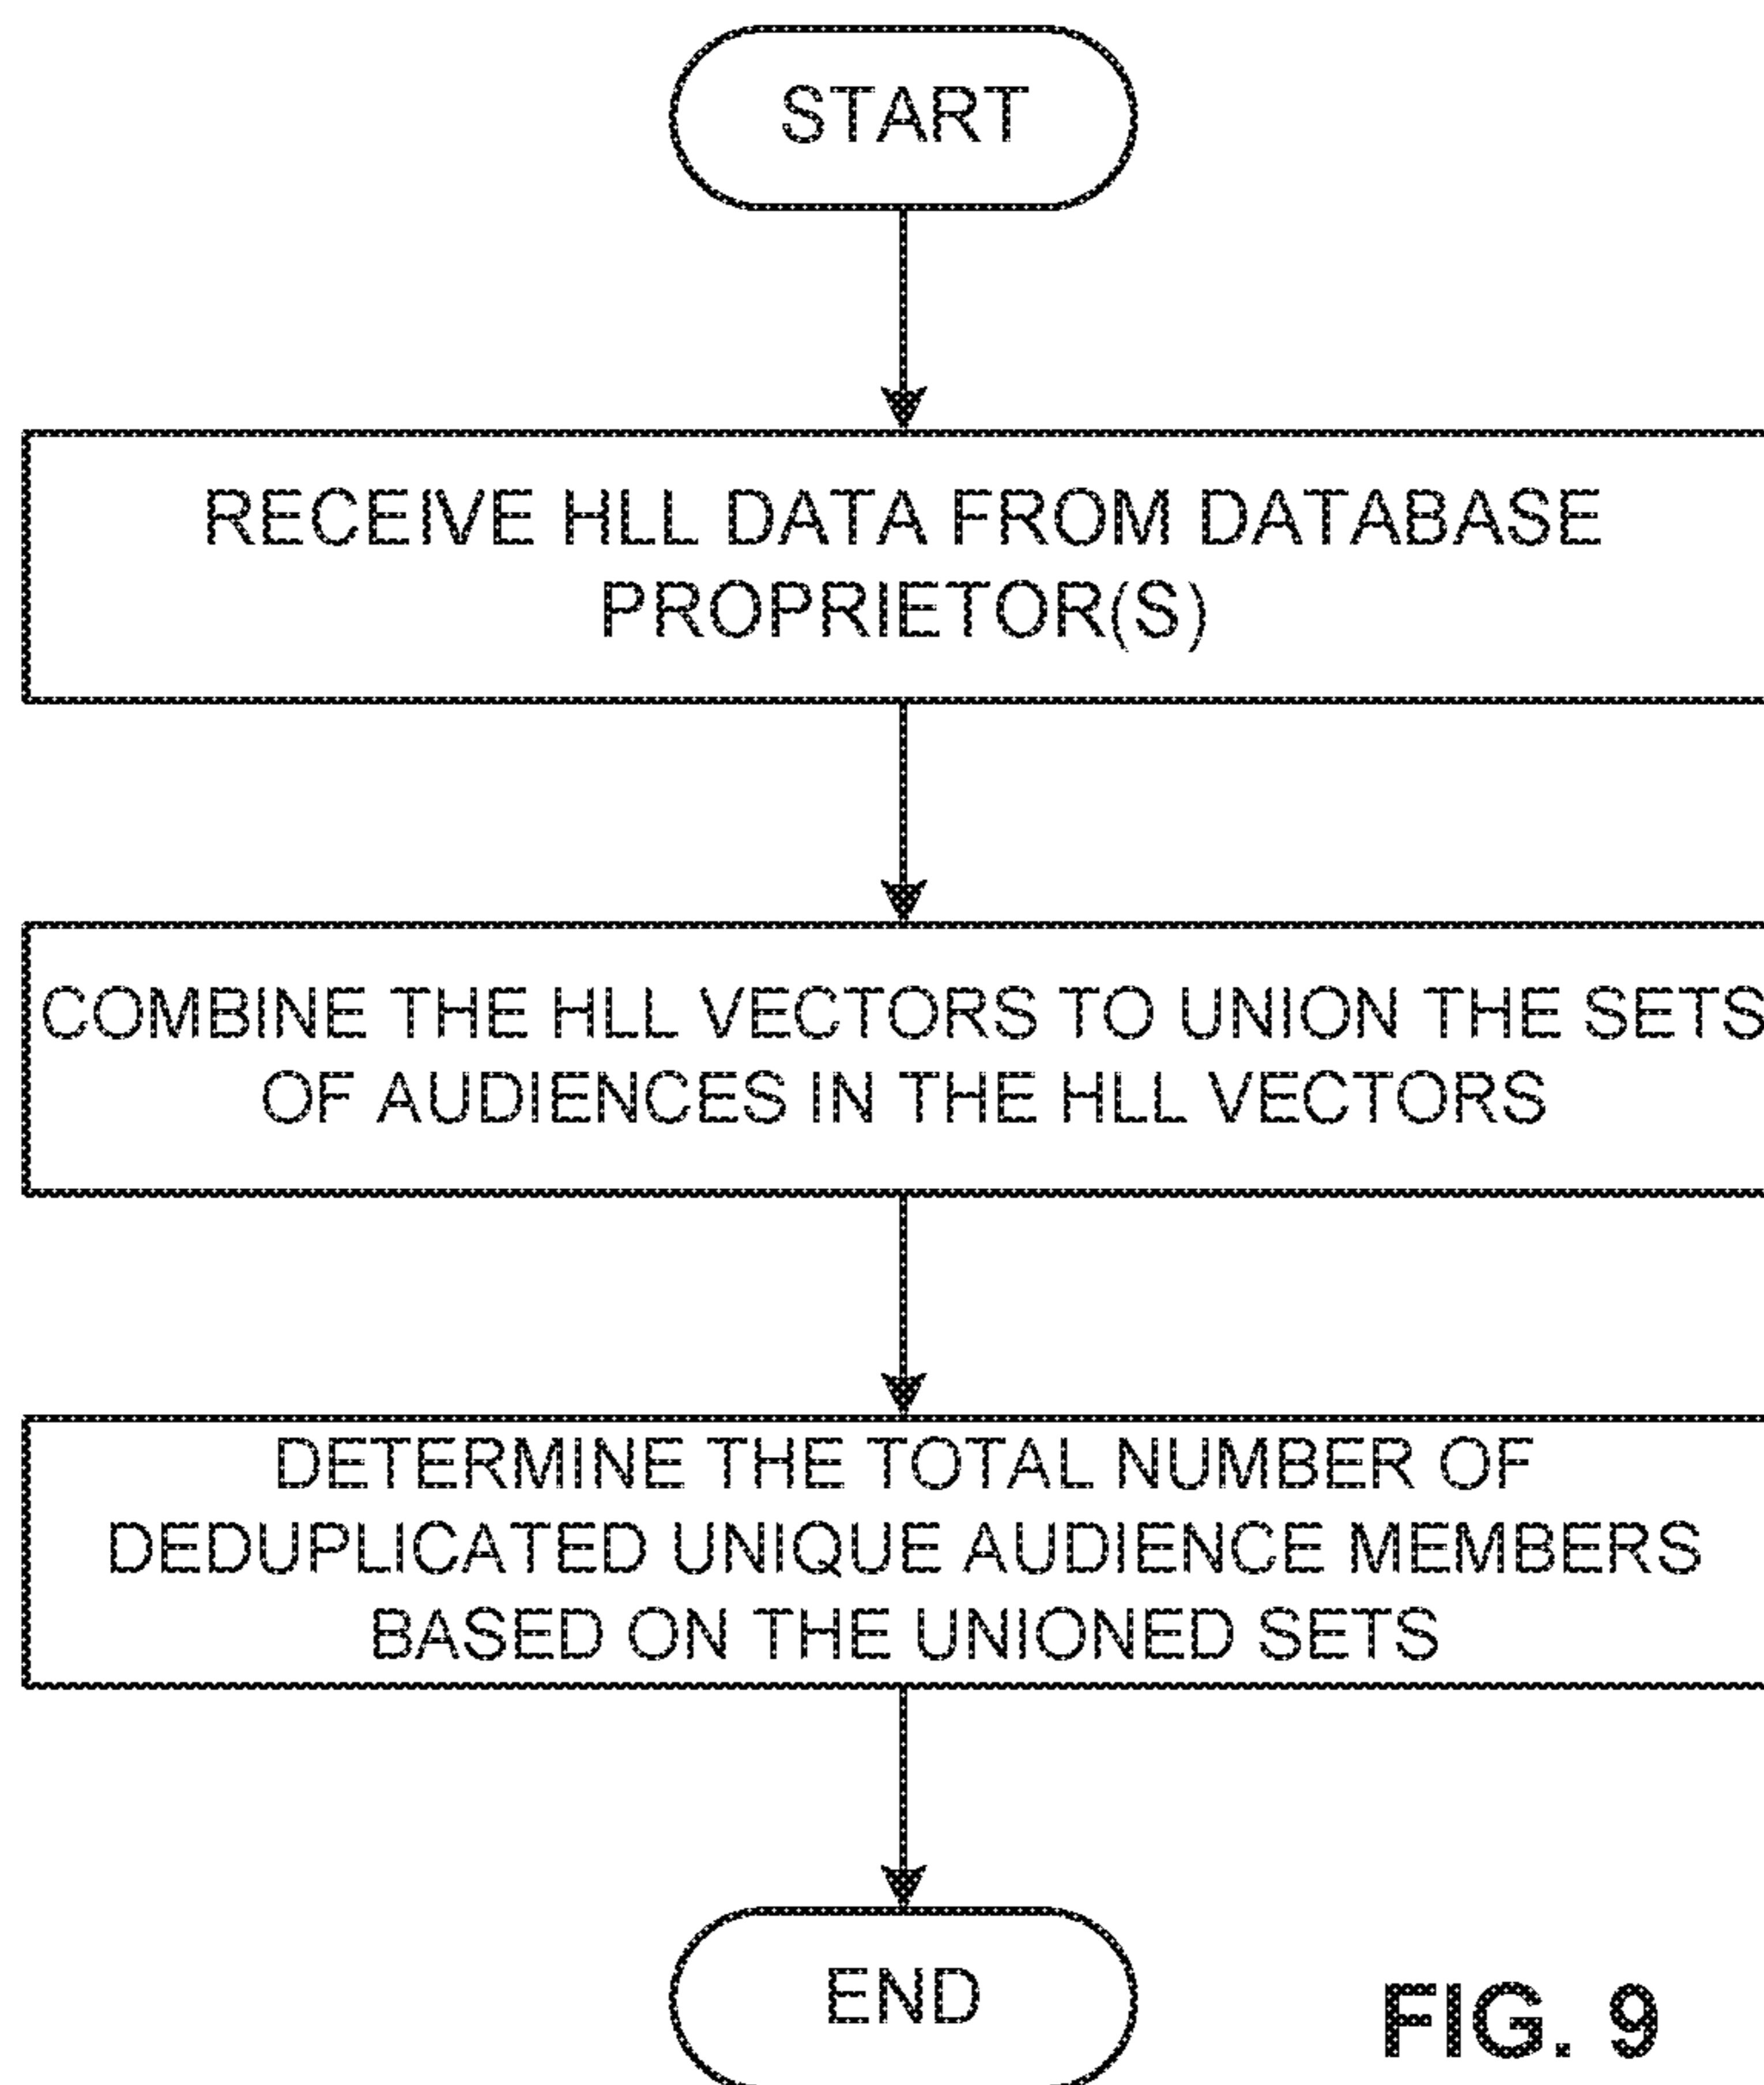 START
RECEIVE HLL DATA FROM DATABASE
PROPRIETOR(S)
COMBINE THE HLL VECTORS TO UNION THE SETS
OF AUDIENCES IN THE HLL VECTORS
DETERMINE THE TOTAL NUMBER OF
DEDUPLICATED UNIQUE AUDIENCE MEMBERS
BASED ON THE UNIONED SETS
END
FIG. 9